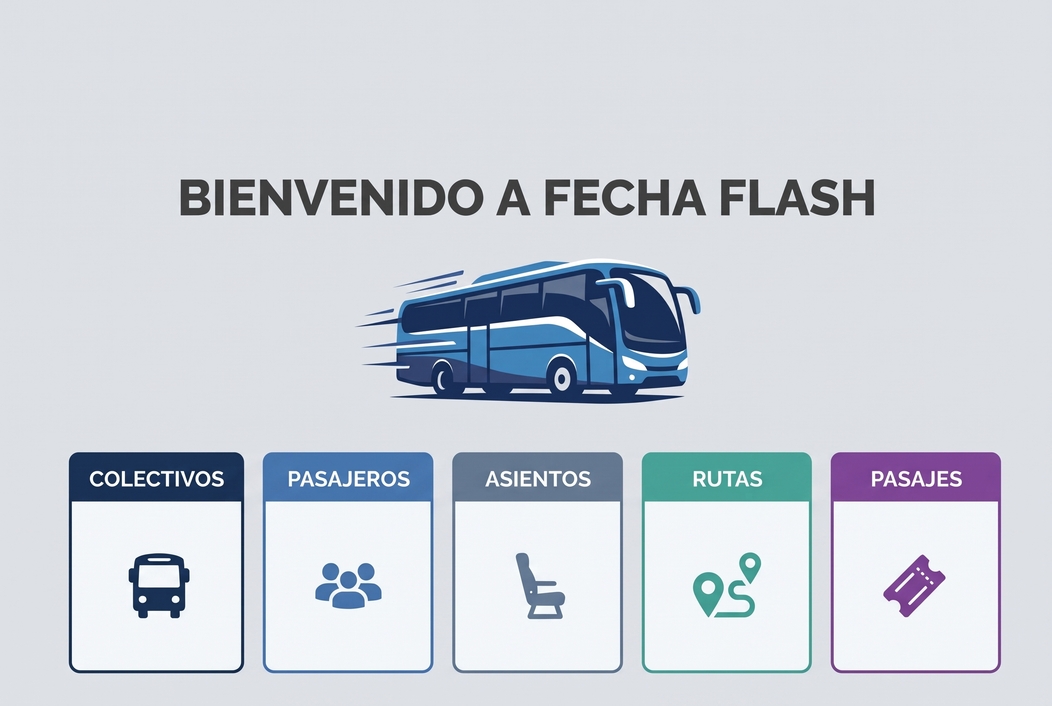 BIENVENIDO A FECHA FLASH
COLECTIVOS
PASAJEROS
ASIENTOS
RUTAS
PASAJES